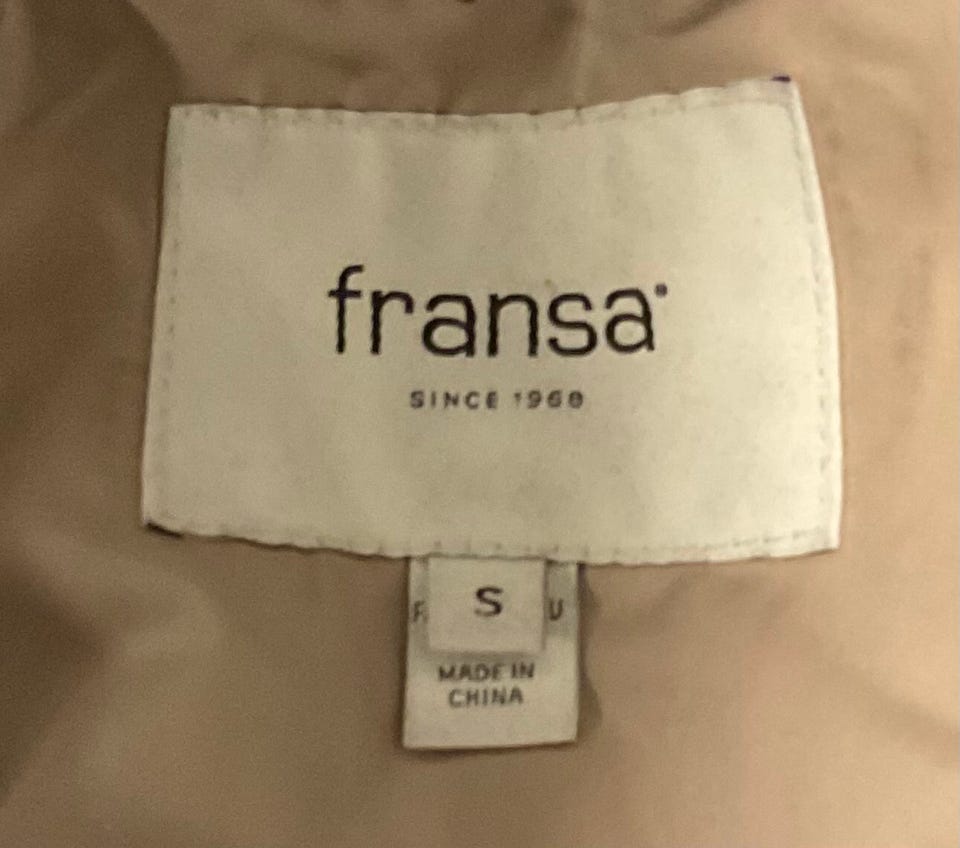 fransa®
SINCE 1968
S
MADE IN
CHINA